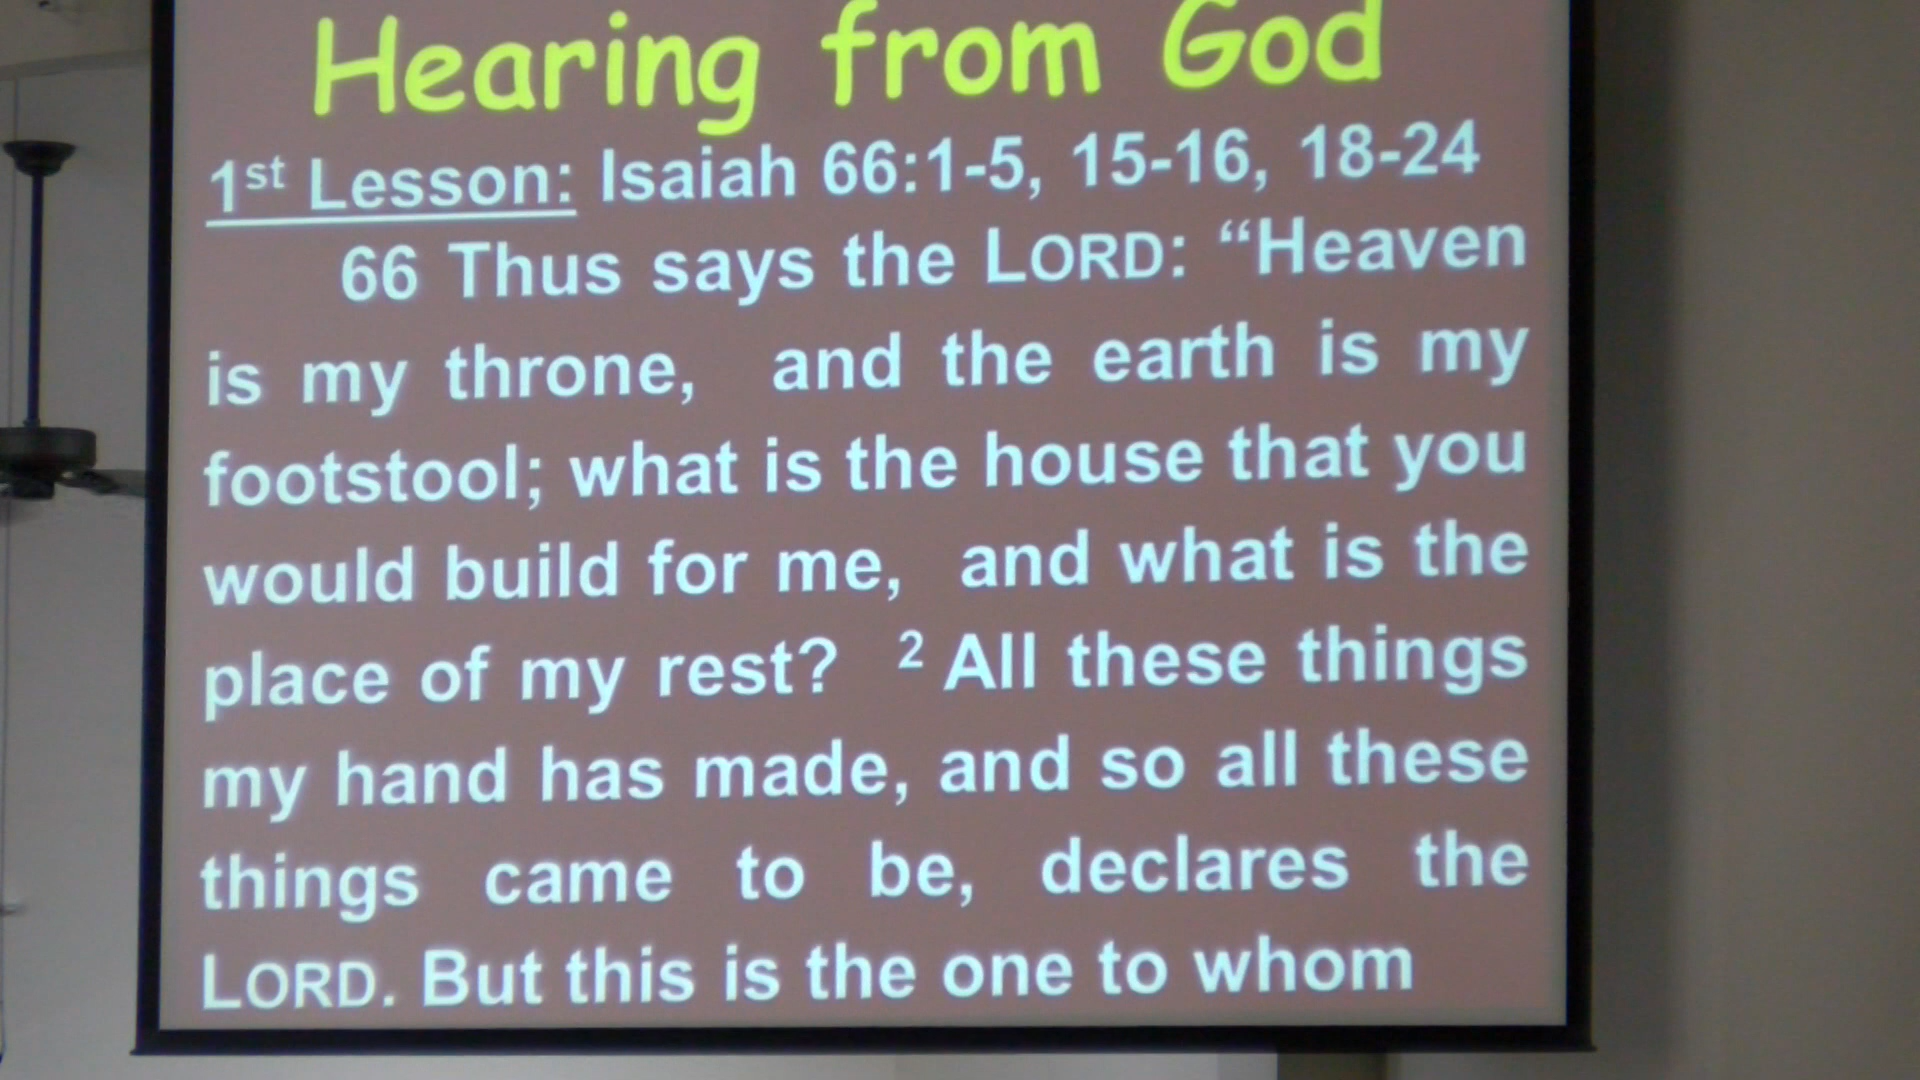 Hearing from God
1st Lesson: Isaiah 66:1-5, 15-16, 18-24
66 Thus says the LORD: “Heaven
is my throne, and the earth is my
footstool; what is the house that you
would build for me, and what is the
place of my rest? 2 All these things
my hand has made, and so all these
things came to be, declares the
LORD. But this is the one to whom